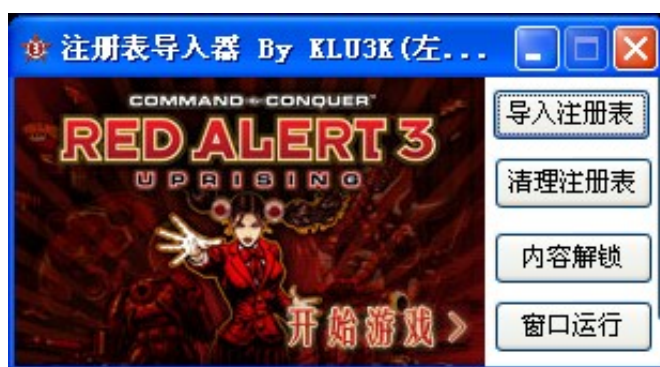 注册表导入器 By KLU3K(左...
COMMAND & CONQUER™
RED ALERT 3
UPRISING
开始游戏 >
导入注册表
清理注册表
内容解锁
窗口运行